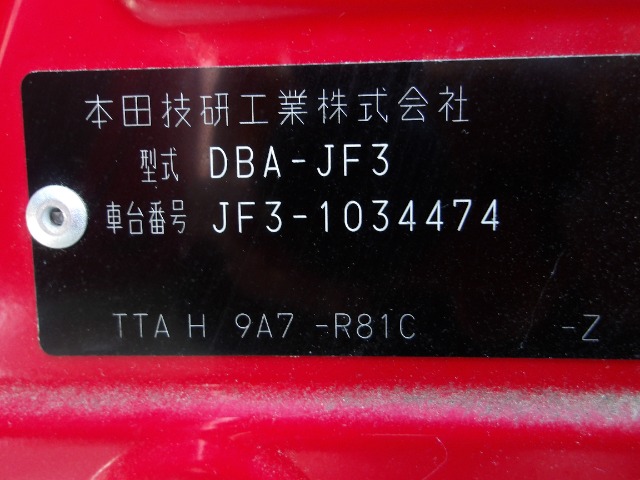 本田技研工業株式会社
型式 DBA-JF3
車台番号 JF3-1034474
TTA H 9A7 -R81C -Z